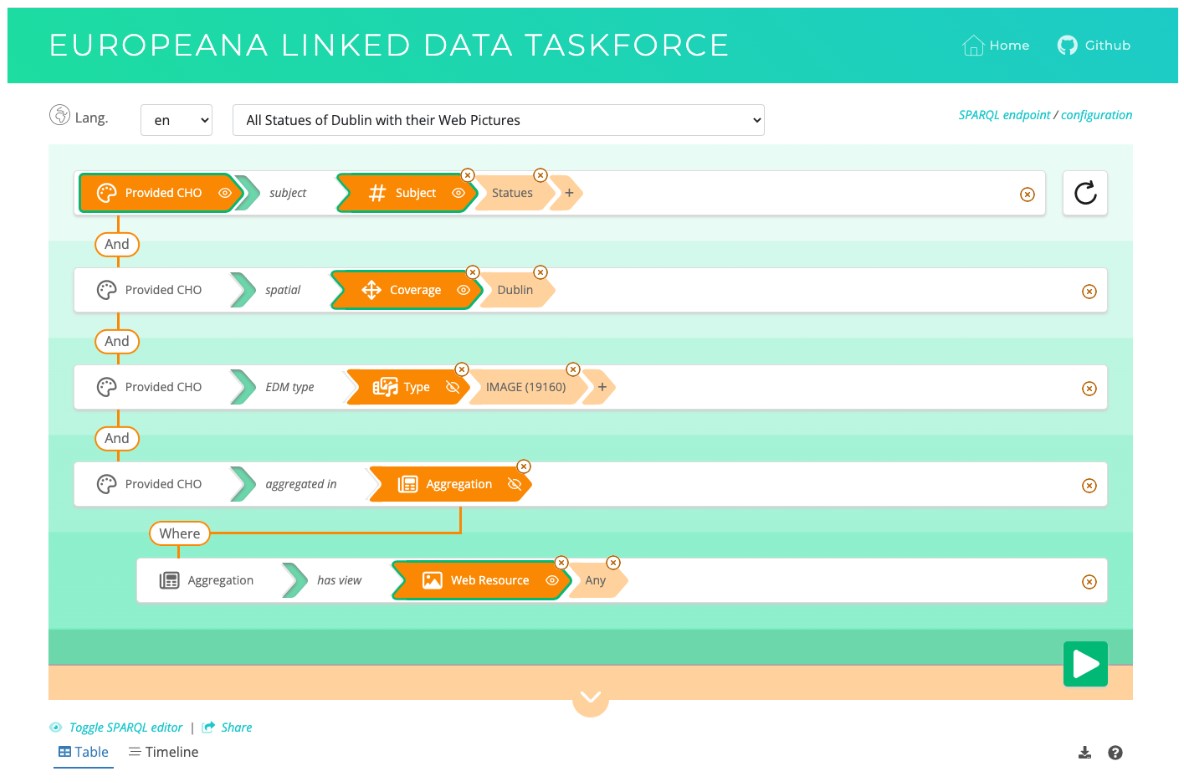 EUROPEANA LINKED DATA TASKFORCE
Home
Github
Lang.
en
All Statues of Dublin with their Web Pictures
SPARQL endpoint / configuration
Provided CHO
subject
Subject
Statues
+
And
Provided CHO
spatial
Coverage
Dublin
And
Provided CHO
EDM type
Type
IMAGE (19160)
+
And
Provided CHO
aggregated in
Aggregation
Where
Aggregation
has view
Web Resource
Any
Toggle SPARQL editor | Share
Table
Timeline